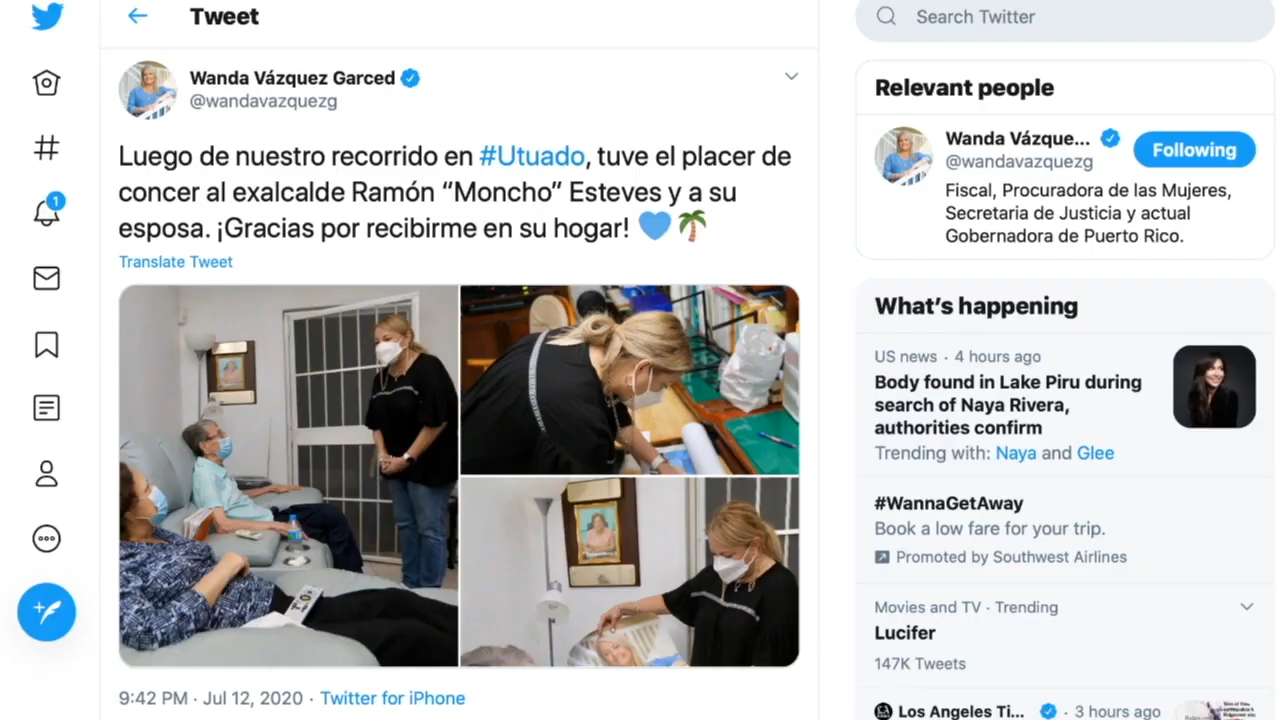 Tweet
Search Twitter
Wanda Vázquez Garced
@wandavazquezg
Luego de nuestro recorrido en #Utuado, tuve el placer de
concer al exalcalde Ramón “Moncho” Esteves y a su
esposa. ¡Gracias por recibirme en su hogar! 💙🌴
Translate Tweet
9:42 PM · Jul 12, 2020 · Twitter for iPhone
1
Relevant people
Wanda Vázque...
@wandavazquezg
Following
Fiscal, Procuradora de las Mujeres,
Secretaria de Justicia y actual
Gobernadora de Puerto Rico.
What’s happening
US news · 4 hours ago
Body found in Lake Piru during
search of Naya Rivera,
authorities confirm
Trending with: Naya and Glee
#WannaGetAway
Book a low fare for your trip.
Promoted by Southwest Airlines
Movies and TV · Trending
Lucifer
147K Tweets
Los Angeles Ti... · 3 hours ago